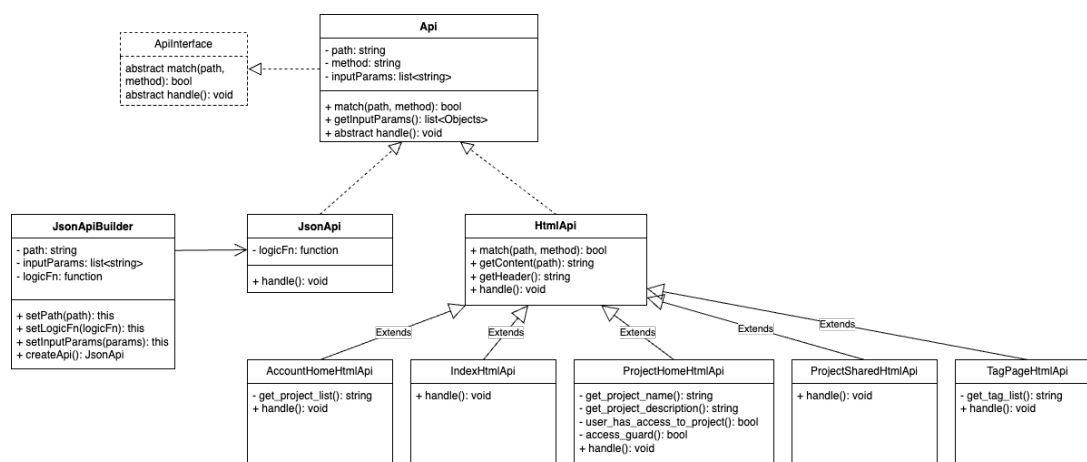 Api
- path: string
- method: string
- inputParams: list<string>
+ match(path, method): bool
+ getInputParams(): list<Objects>
+ abstract handle(): void
ApiInterface
abstract match(path,
method): bool
abstract handle(): void
JsonApiBuilder
- path: string
- inputParams: list<string>
- logicFn: function
+ setPath(path): this
+ setLogicFn(logicFn): this
+ setInputParams(params): this
+ createApi(): JsonApi
JsonApi
- logicFn: function
+ handle(): void
HtmlApi
+ match(path, method): bool
+ getContent(path): string
+ getHeader(): string
+ handle(): void
Extends
Extends
Extends
Extends
Extends
AccountHomeHtmlApi
- get_project_list(): string
+ handle(): void
IndexHtmlApi
+ handle(): void
ProjectHomeHtmlApi
- get_project_name(): string
- get_project_description(): string
- user_has_access_to_project(): bool
- access_guard(): bool
+ handle(): void
ProjectSharedHtmlApi
+ handle(): void
TagPageHtmlApi
- get_tag_list(): string
+ handle(): void